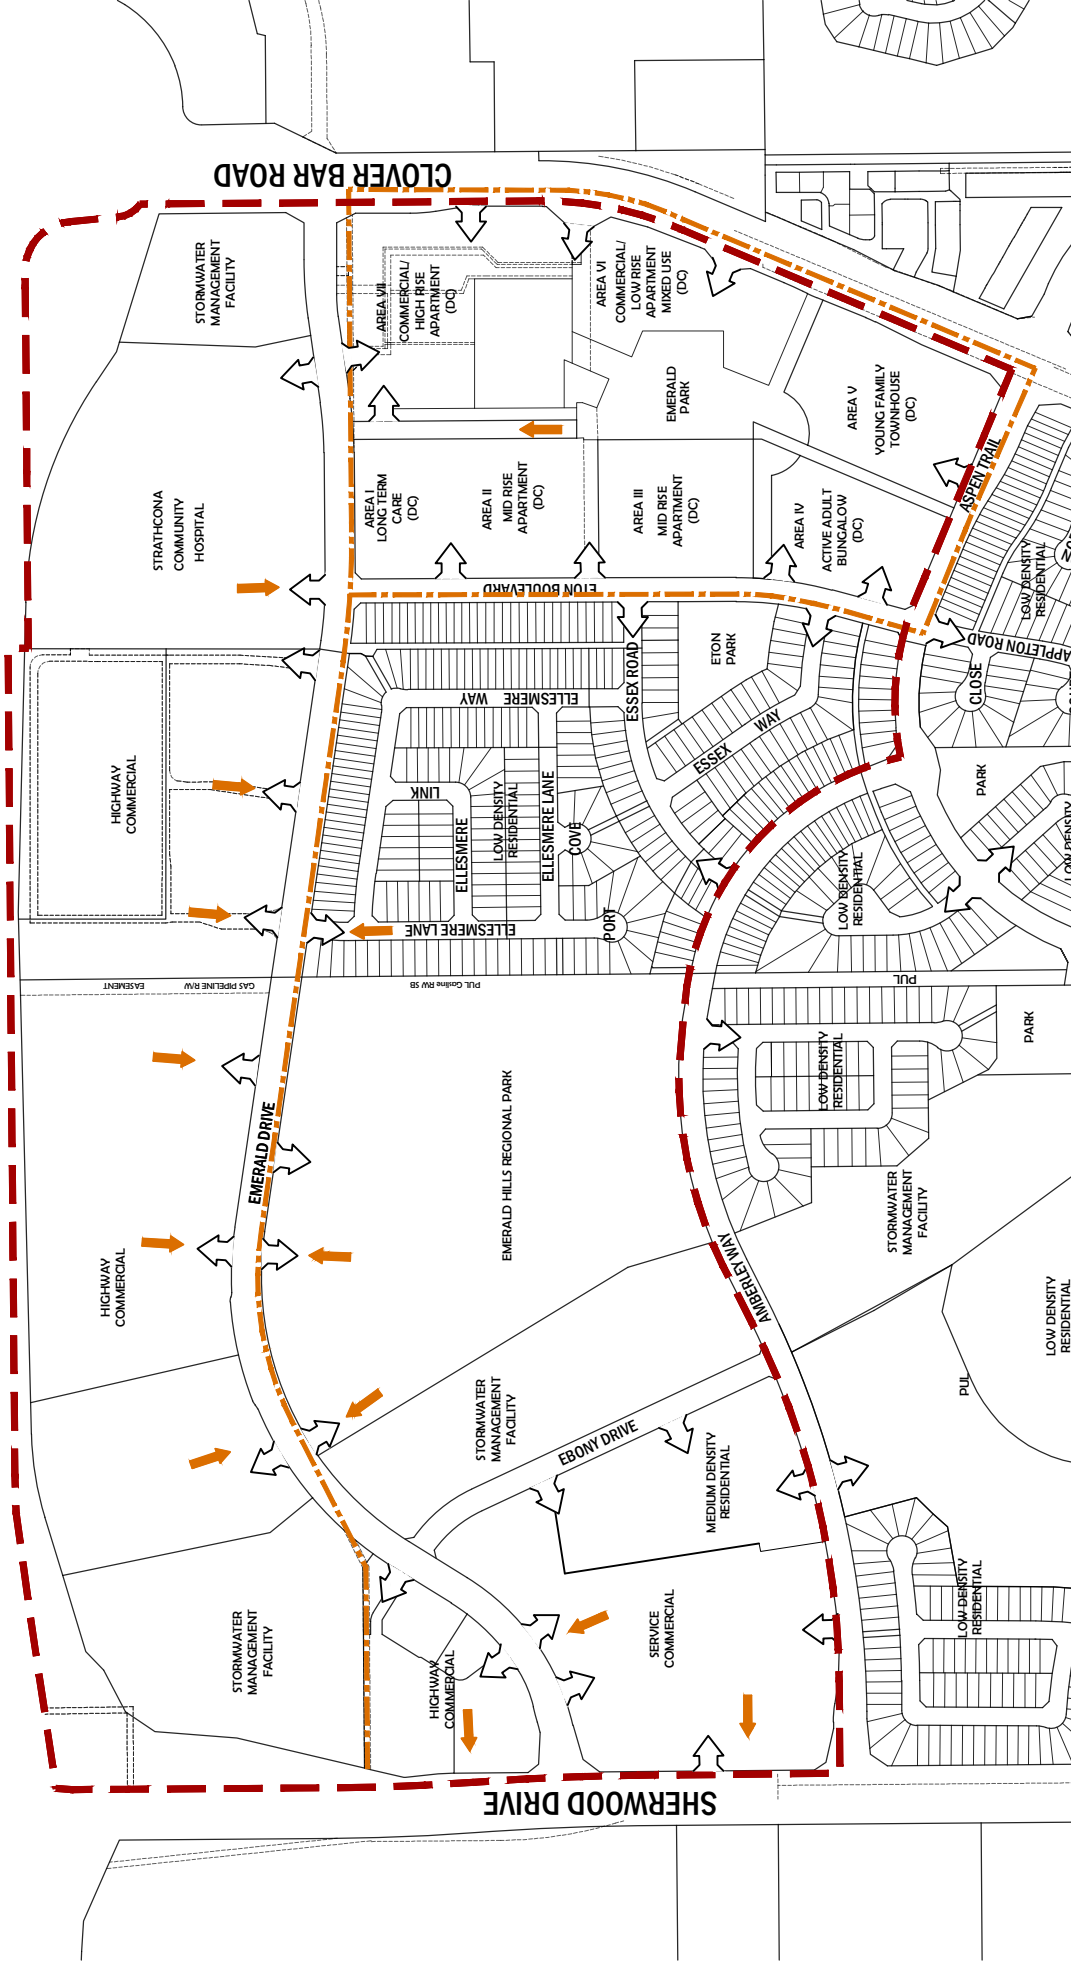 CLOVER BAR ROAD
STORMWATER
MANAGEMENT
FACILITY
AREA VII
COMMERCIAL/
HIGH RISE
APARTMENT
(DC)
AREA VI
COMMERCIAL/
LOW RISE
APARTMENT
MIXED USE
(DC)
EMERALD
PARK
AREA V
YOUNG FAMILY
TOWNHOUSE
(DC)
ASPEN TRAIL
STRATHCONA
COMMUNITY
HOSPITAL
AREA I
LONG TERM
CARE
(DC)
AREA II
MID RISE
APARTMENT
(DC)
AREA III
MID RISE
APARTMENT
(DC)
AREA IV
ACTIVE ADULT
BUNGALOW
(DC)
LOW DENSITY
RESIDENTIAL
ETON BOULEVARD
APPLETON ROAD
ETON
PARK
ESSEX ROAD
ELLESMERE WAY
ESSEX WAY
CLOSE
PARK
HIGHWAY
COMMERCIAL
LINK
ELLESMERE
LOW DENSITY
RESIDENTIAL
ELLESMERE LANE
COVE
PORT
ELLESMERE LANE
LOW DENSITY
RESIDENTIAL
LOW DENSITY
EASEMENT
GAS PIPELINE R/W
PUL Gasline RW SB
PUL
PARK
LOW DENSITY
RESIDENTIAL
EMERALD DRIVE
EMERALD HILLS REGIONAL PARK
STORMWATER
MANAGEMENT
FACILITY
HIGHWAY
COMMERCIAL
AMBERLEY WAY
LOW DENSITY
RESIDENTIAL
PUL
STORMWATER
MANAGEMENT
FACILITY
EBONY DRIVE
MEDIUM DENSITY
RESIDENTIAL
STORMWATER
MANAGEMENT
FACILITY
HIGHWAY
COMMERCIAL
SERVICE
COMMERCIAL
LOW DENSITY
RESIDENTIAL
SHERWOOD DRIVE